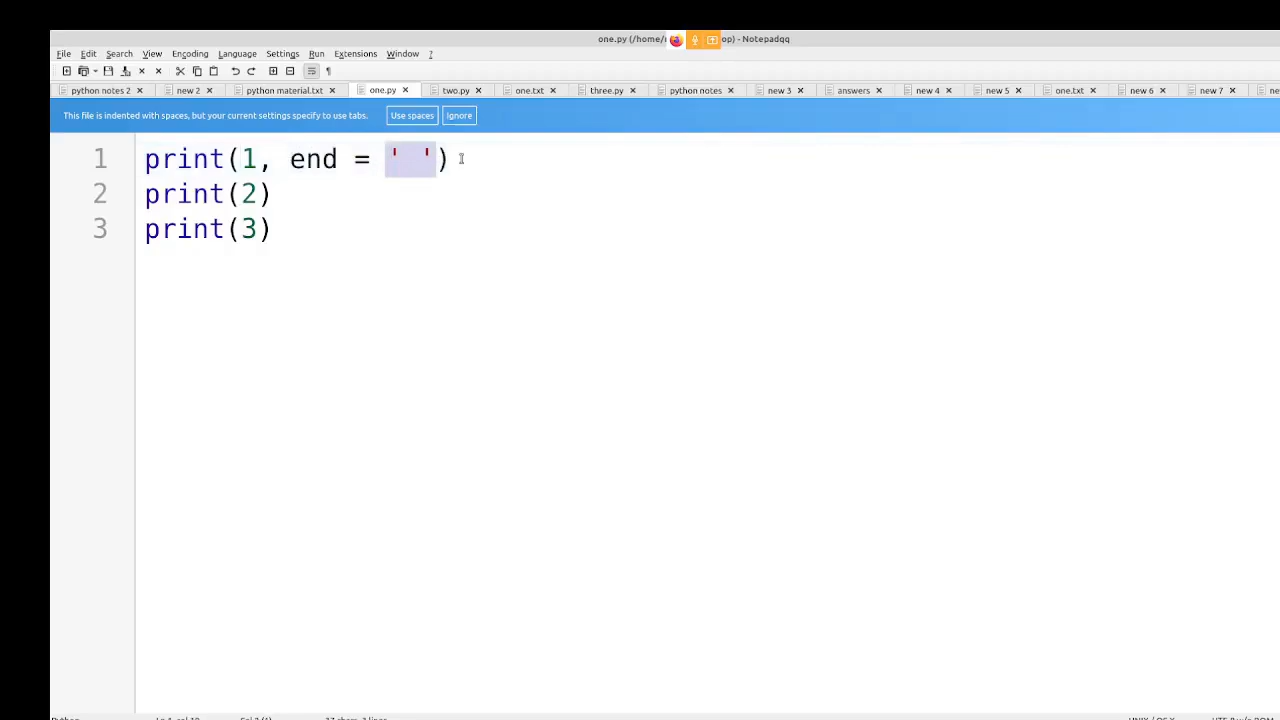 one.py (/home/ op) - Notepadqq
File Edit Search View Encoding Language Settings Run Extensions Window ?
python notes 2 new 2 python material.txt one.py two.py one.txt three.py python notes new 3 answers new 4 new 5 one.txt new 6 new 7
This file is indented with spaces, but your current settings specify to use tabs. Use spaces Ignore
1 print(1, end = ' ')
2 print(2)
3 print(3)